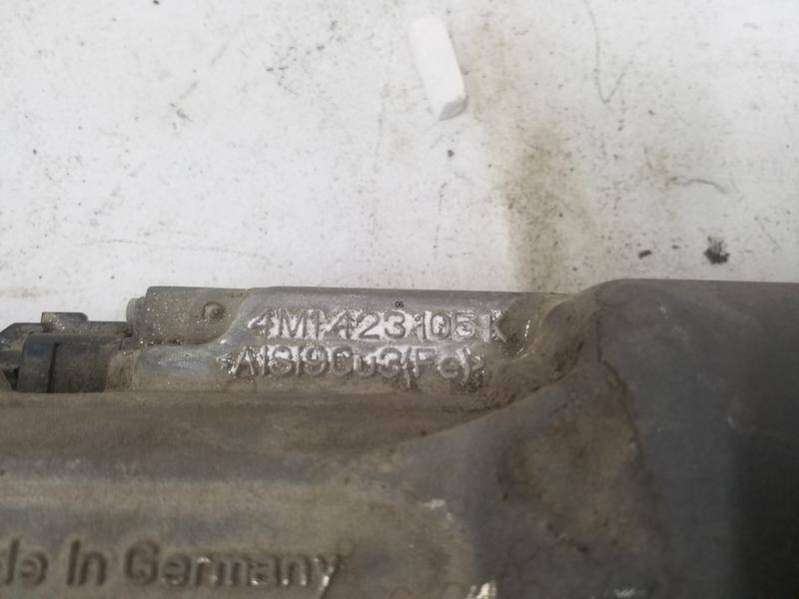 4M1423105K
AlSi9Cu3(Fe)
de In Germany